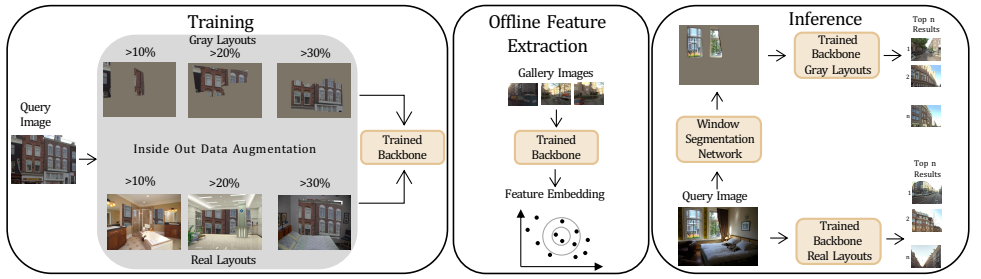 Training
Gray Layouts
>10%
>20%
>30%
Query
Image
Inside Out Data Augmentation
Trained
Backbone
>10%
>20%
>30%
Real Layouts
Offline Feature
Extraction
Gallery Images
Trained
Backbone
Feature Embedding
Inference
Trained
Backbone
Gray Layouts
Top n
Results
1
2
n
Window
Segmentation
Network
Query Image
Trained
Backbone
Real Layouts
Top n
Results
1
2
n